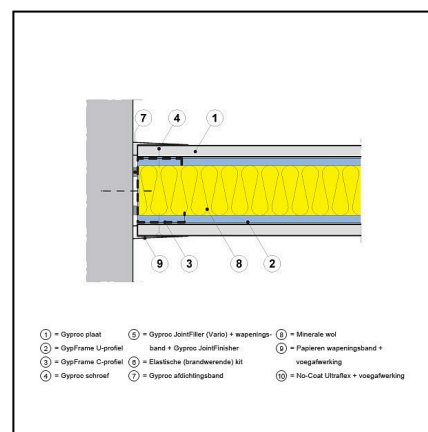 7 4 1
9 3 8 2
1 = Gyproc plaat
2 = GypFrame U-profiel
3 = GypFrame C-profiel
4 = Gyproc schroef
5 = Gyproc JointFiller (Vario) + wapenings-
band + Gyproc JointFinisher
6 = Elastische (brandwerende) kit
7 = Gyproc afdichtingsband
8 = Minerale wol
9 = Papieren wapeningsband +
voegafwerking
10 = No-Coat Ultraflex + voegafwerking